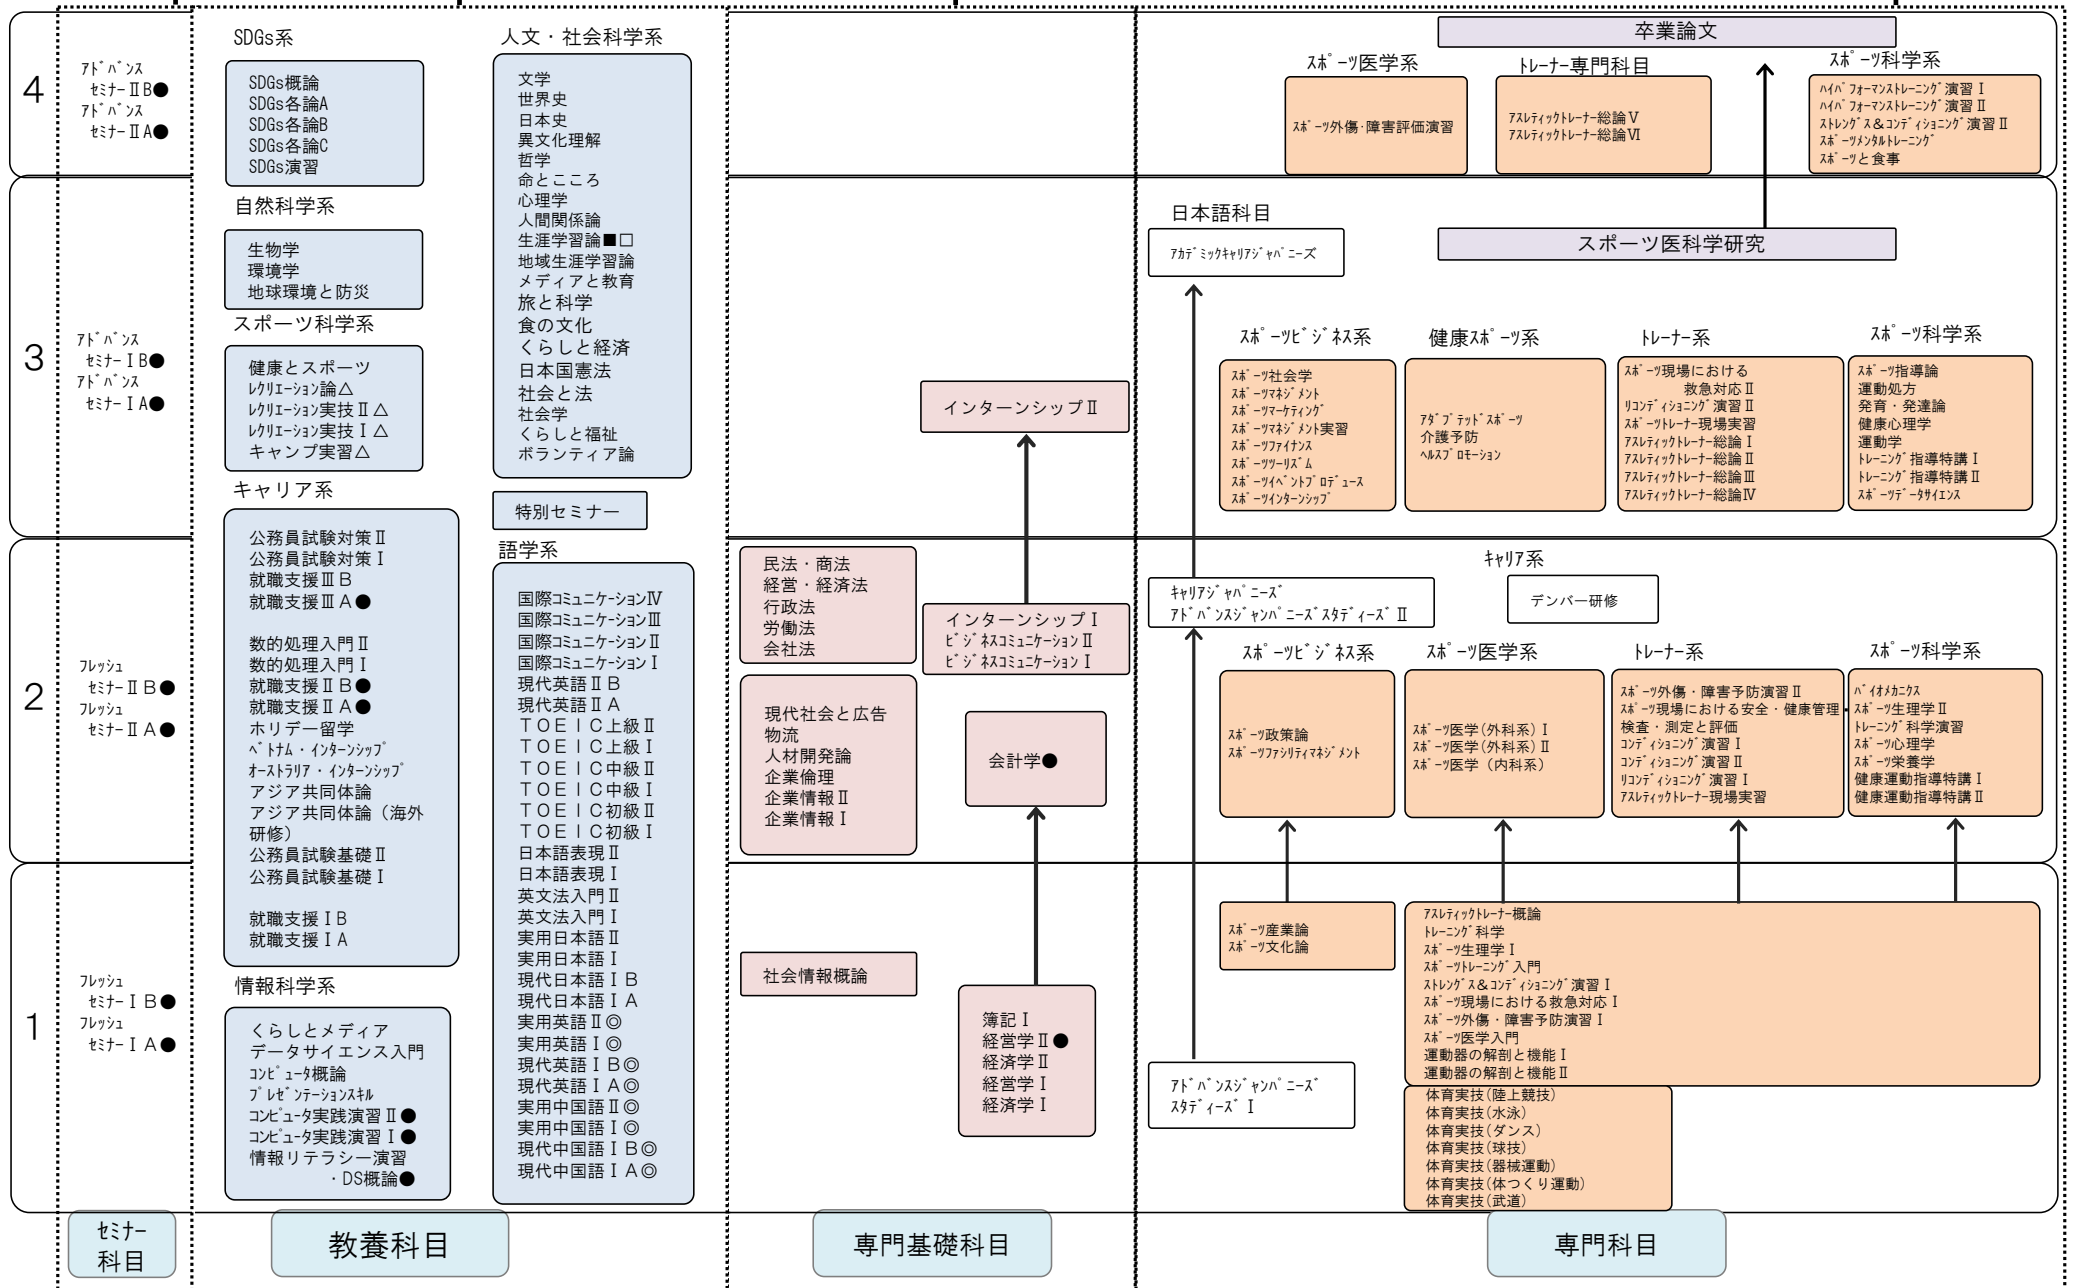 4
アドバンス
セミナーⅡB●
アドバンス
セミナーⅡA●
3
アドバンス
セミナーⅠB●
アドバンス
セミナーⅠA●
2
フレッシュ
セミナーⅡB●
フレッシュ
セミナーⅡA●
1
フレッシュ
セミナーⅠB●
フレッシュ
セミナーⅠA●
セミナー
科目
SDGs系
SDGs概論
SDGs各論A
SDGs各論B
SDGs各論C
SDGs演習
自然科学系
生物学
環境学
地球環境と防災
スポーツ科学系
健康とスポーツ
レクリエーション論△
レクリエーション実技Ⅱ△
レクリエーション実技Ⅰ△
キャンプ実習△
キャリア系
公務員試験対策Ⅱ
公務員試験対策Ⅰ
就職支援ⅢB
就職支援ⅢA●
数的処理入門Ⅱ
数的処理入門Ⅰ
就職支援ⅡB●
就職支援ⅡA●
ホリデー留学
ベトナム・インターンシップ
オーストラリア・インターンシップ
アジア共同体論
アジア共同体論（海外
研修）
公務員試験基礎Ⅱ
公務員試験基礎Ⅰ
就職支援ⅠB
就職支援ⅠA
情報科学系
くらしとメディア
データサイエンス入門
コンピュータ概論
プレゼンテーションスキル
コンピュータ実践演習Ⅱ●
コンピュータ実践演習Ⅰ●
情報リテラシー演習
・DS概論●
人文・社会科学系
文学
世界史
日本史
異文化理解
哲学
命とこころ
心理学
人間関係論
生涯学習論■□
地域生涯学習論
メディアと教育
旅と科学
食の文化
くらしと経済
日本国憲法
社会と法
社会学
くらしと福祉
ボランティア論
特別セミナー
語学系
国際コミュニケーションⅣ
国際コミュニケーションⅢ
国際コミュニケーションⅡ
国際コミュニケーションⅠ
現代英語ⅡB
現代英語ⅡA
ＴＯＥＩＣ上級Ⅱ
ＴＯＥＩＣ上級Ⅰ
ＴＯＥＩＣ中級Ⅱ
ＴＯＥＩＣ中級Ⅰ
ＴＯＥＩＣ初級Ⅱ
ＴＯＥＩＣ初級Ⅰ
日本語表現Ⅱ
日本語表現Ⅰ
英文法入門Ⅱ
英文法入門Ⅰ
実用日本語Ⅱ
実用日本語Ⅰ
現代日本語ⅠB
現代日本語ⅠA
実用英語Ⅱ◎
実用英語Ⅰ◎
現代英語ⅠB◎
現代英語ⅠA◎
実用中国語Ⅱ◎
実用中国語Ⅰ◎
現代中国語ⅠB◎
現代中国語ⅠA◎
教養科目
インターンシップⅡ
民法・商法
経営・経済法
行政法
労働法
会社法
インターンシップⅠ
ビジネスコミュニケーションⅡ
ビジネスコミュニケーションⅠ
現代社会と広告
物流
人材開発論
企業倫理
企業情報Ⅱ
企業情報Ⅰ
会計学●
社会情報概論
簿記Ⅰ
経営学Ⅱ●
経済学Ⅱ
経営学Ⅰ
経済学Ⅰ
専門基礎科目
卒業論文
スポーツ医学系
スポーツ外傷･障害評価演習
トレーナー専門科目
アスレティックトレーナー総論Ⅴ
アスレティックトレーナー総論Ⅵ
スポーツ科学系
ハイパフォーマンストレーニング演習Ⅰ
ハイパフォーマンストレーニング演習Ⅱ
ストレングス＆コンディショニング演習Ⅱ
スポーツメンタルトレーニング
スポーツと食事
日本語科目
アカデミックキャリアジャパニーズ
スポーツ医科学研究
スポーツビジネス系
スポーツ社会学
スポーツマネジメント
スポーツマーケティング
スポーツマネジメント実習
スポーツファイナンス
スポーツツーリズム
スポーツイベントプロデュース
スポーツインターンシップ
健康スポーツ系
アダプテッドスポーツ
介護予防
ヘルスプロモーション
トレーナー系
スポーツ現場における
救急対応Ⅱ
リコンディショニング演習Ⅱ
スポーツトレーナー現場実習
アスレティックトレーナー総論Ⅰ
アスレティックトレーナー総論Ⅱ
アスレティックトレーナー総論Ⅲ
アスレティックトレーナー総論Ⅳ
スポーツ科学系
スポーツ指導論
運動処方
発育・発達論
健康心理学
運動学
トレーニング指導特講Ⅰ
トレーニング指導特講Ⅱ
スポーツデータサイエンス
キャリアジャパニーズ
アドバンスジャンパニーズスタディーズⅡ
キャリア系
デンバー研修
スポーツビジネス系
スポーツ政策論
スポーツファシリティマネジメント
スポーツ医学系
スポーツ医学(外科系)Ⅰ
スポーツ医学(外科系)Ⅱ
スポーツ医学（内科系）
トレーナー系
スポーツ外傷・障害予防演習Ⅱ
スポーツ現場における安全・健康管理
検査・測定と評価
コンディショニング演習Ⅰ
コンディショニング演習Ⅱ
リコンディショニング演習Ⅰ
アスレティックトレーナー現場実習
スポーツ科学系
バイオメカニクス
スポーツ生理学Ⅱ
トレーニング科学演習
スポーツ心理学
スポーツ栄養学
健康運動指導特講Ⅰ
健康運動指導特講Ⅱ
アドバンスジャンパニーズ
スタディーズⅠ
スポーツ産業論
スポーツ文化論
アスレティックトレーナー概論
トレーニング科学
スポーツ生理学Ⅰ
スポーツトレーニング入門
ストレングス＆コンディショニング演習Ⅰ
スポーツ現場における救急対応Ⅰ
スポーツ外傷・障害予防演習Ⅰ
スポーツ医学入門
運動器の解剖と機能Ⅰ
運動器の解剖と機能Ⅱ
体育実技(陸上競技)
体育実技(水泳)
体育実技(ダンス)
体育実技(球技)
体育実技(器械運動)
体育実技(体つくり運動)
体育実技(武道)
専門科目